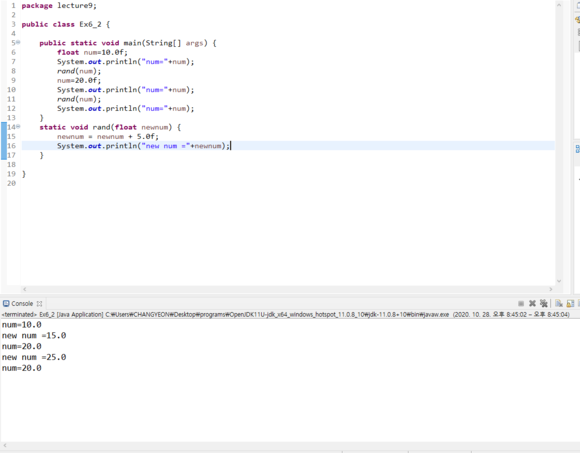 1 package lecture9;
2
3 public class Ex6_2 {
4
5 public static void main(String[] args) {
6 float num=10.0f;
7 System.out.println("num="+num);
8 rand(num);
9 num=20.0f;
10 System.out.println("num="+num);
11 rand(num);
12 System.out.println("num="+num);
13 }
14 static void rand(float newnum) {
15 newnum = newnum + 5.0f;
16 System.out.println("new num ="+newnum);
17 }
18
19 }
20
Console
<terminated> Ex6_2 [Java Application] C:₩Users₩CHANGYEON₩Desktop₩programs₩OpenJDK11U-jdk_x64_windows_hotspot_11.0.8_10₩jdk-11.0.8+10₩bin₩javaw.exe (2020. 10. 28. 오후 8:45:02 – 오후 8:45:04)
num=10.0
new num =15.0
num=20.0
new num =25.0
num=20.0